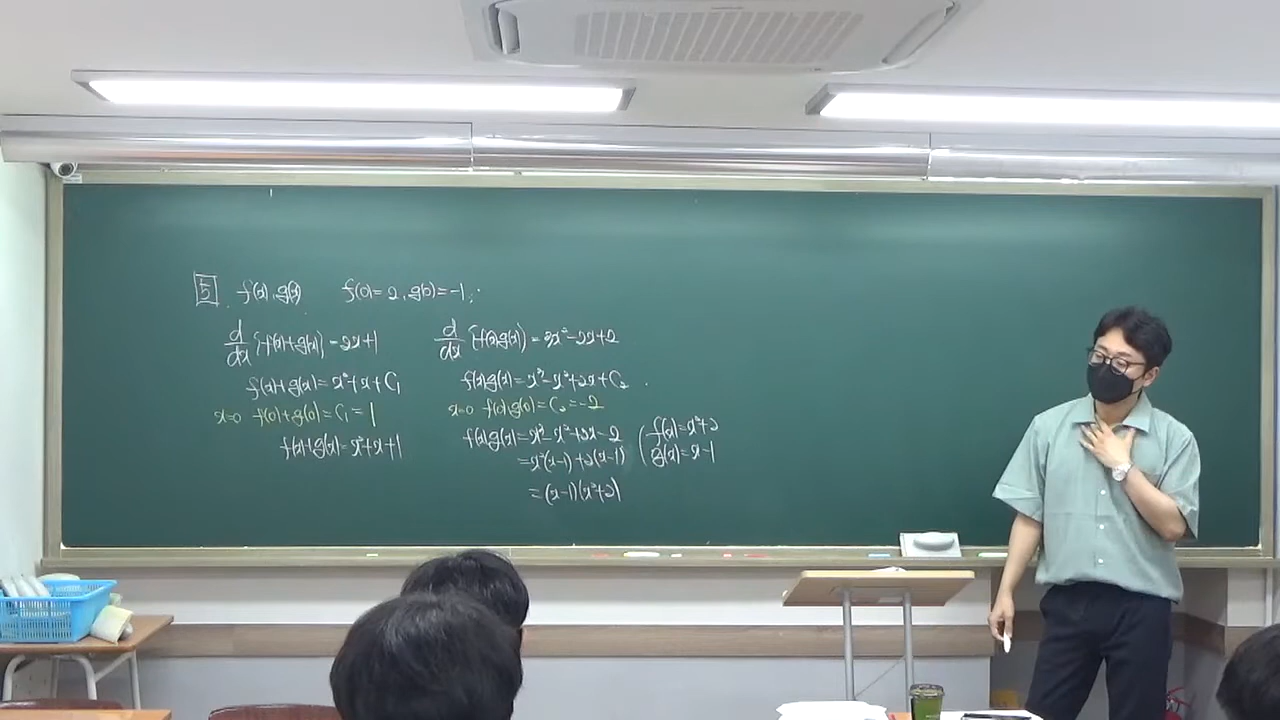 5 f(x), g(x) f(0)=2, g(0)=-1
d/dx {f(x)+g(x)} = 2x+1
f(x)+g(x)=x²+x+C₁
x=0 f(0)+g(0)=C₁=1
f(x)+g(x)=x²+x+1
d/dx {f(x)g(x)} = 3x²-2x+2
f(x)g(x)=x³-x²+2x+C₂
x=0 f(0)g(0)=C₂=-2
f(x)g(x)=x³-x²+2x-2
=x²(x-1)+2(x-1)
=(x-1)(x²+2)
f(x)=x²+2
g(x)=x-1